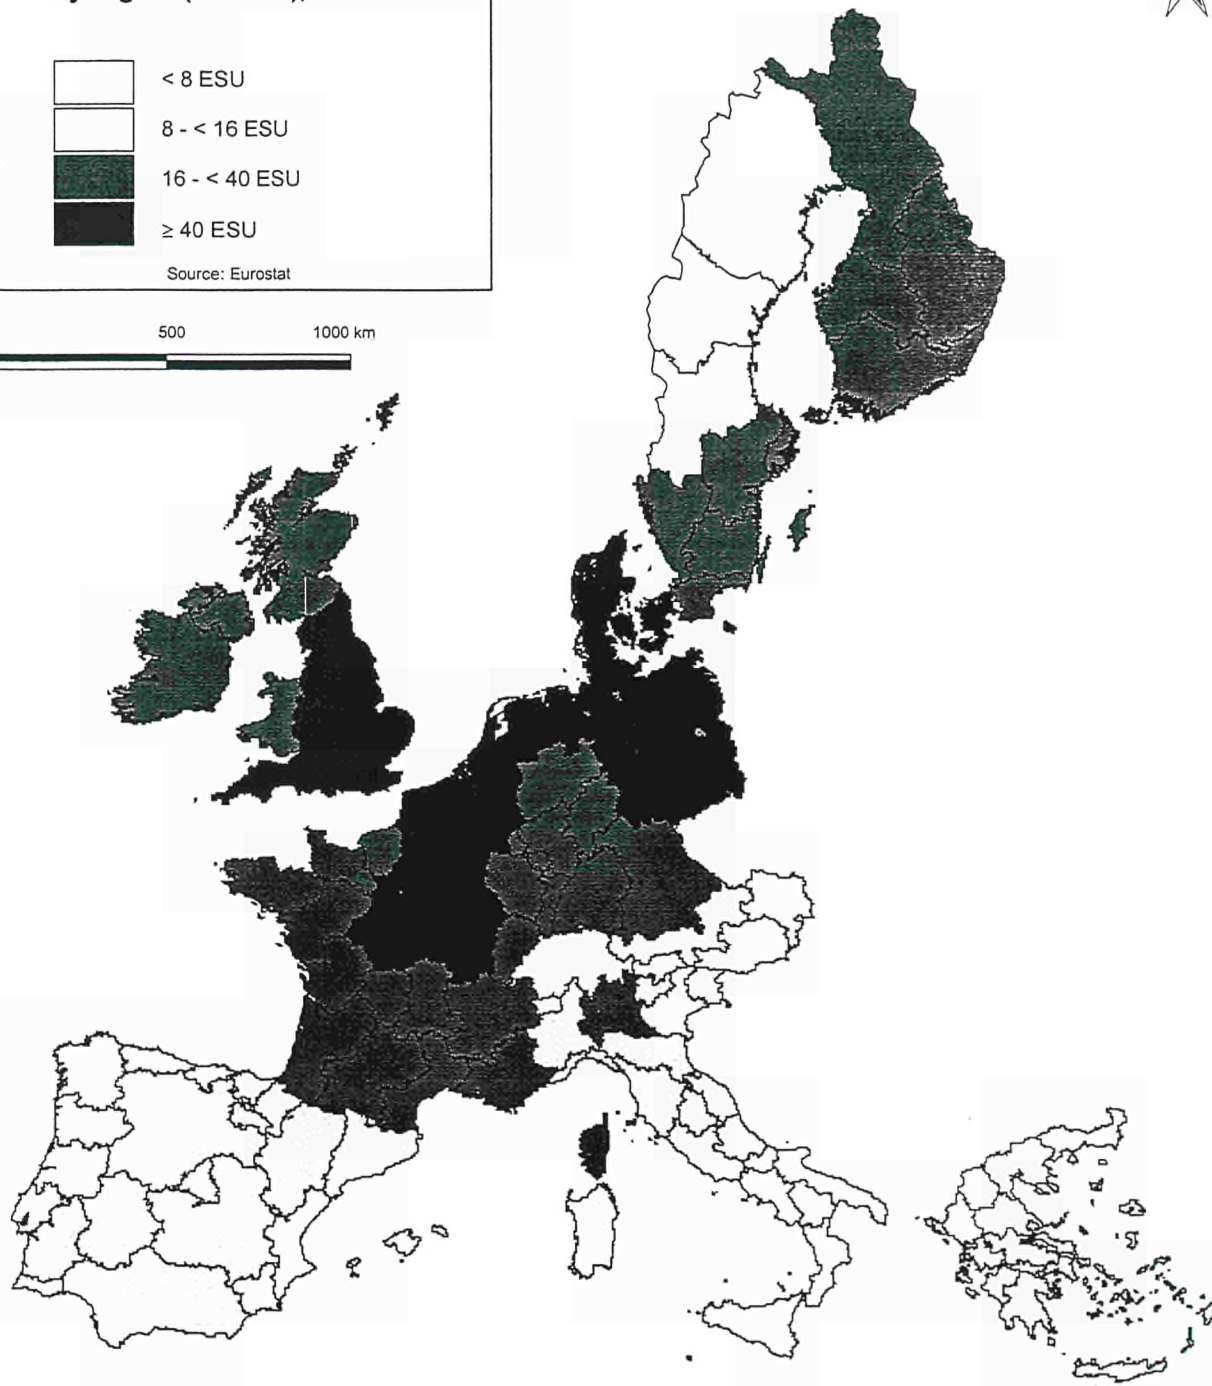 < 8 ESU
8 - < 16 ESU
16 - < 40 ESU
≥ 40 ESU
Source: Eurostat
500
1000 km